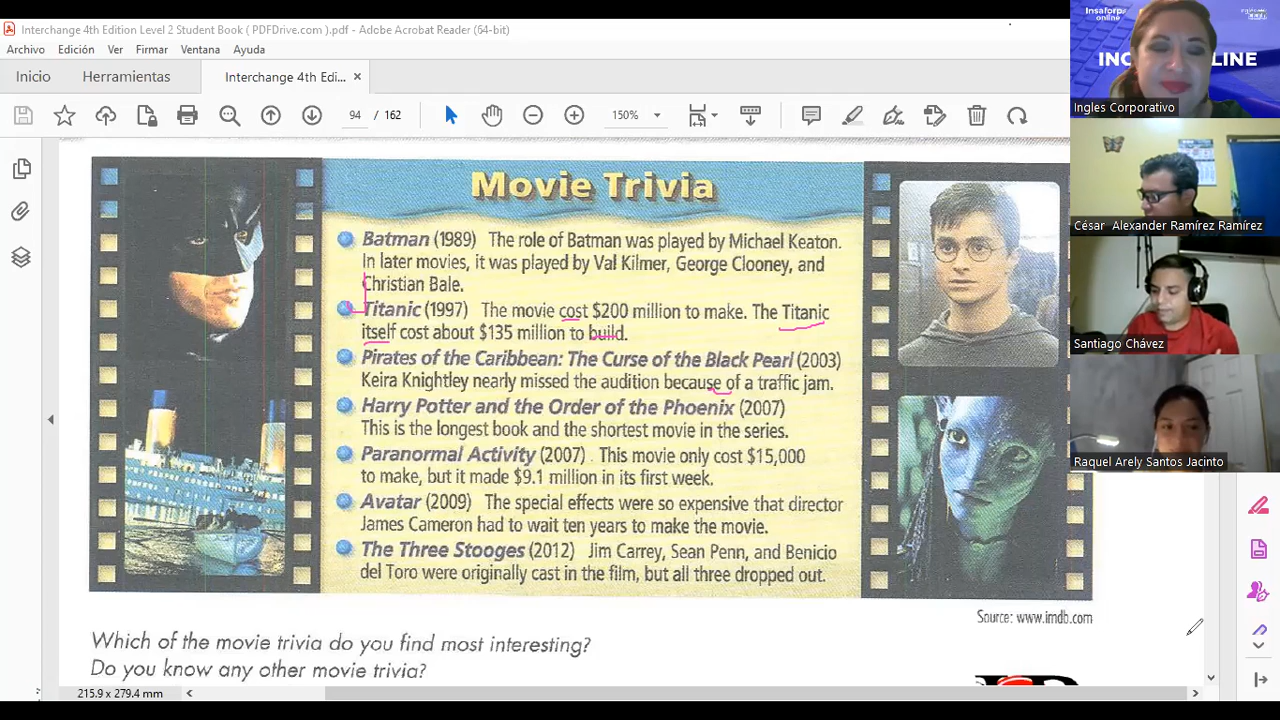 Interchange 4th Edition Level 2 Student Book ( PDFDrive.com ).pdf - Adobe Acrobat Reader (64-bit)
Archivo Edición Ver Firmar Ventana Ayuda
Inicio Herramientas Interchange 4th Edi... ×
94 / 162 150%
Movie Trivia
Batman (1989) The role of Batman was played by Michael Keaton.
In later movies, it was played by Val Kilmer, George Clooney, and
Christian Bale.
Titanic (1997) The movie cost $200 million to make. The Titanic
itself cost about $135 million to build.
Pirates of the Caribbean: The Curse of the Black Pearl (2003)
Keira Knightley nearly missed the audition because of a traffic jam.
Harry Potter and the Order of the Phoenix (2007)
This is the longest book and the shortest movie in the series.
Paranormal Activity (2007) This movie only cost $15,000
to make, but it made $9.1 million in its first week.
Avatar (2009) The special effects were so expensive that director
James Cameron had to wait ten years to make the movie.
The Three Stooges (2012) Jim Carrey, Sean Penn, and Benicio
del Toro were originally cast in the film, but all three dropped out.
Source: www.imdb.com
Which of the movie trivia do you find most interesting?
Do you know any other movie trivia?
215.9 x 279.4 mm
Insaforp
online
INC LINE
Ingles Corporativo
César Alexander Ramírez Ramírez
Santiago Chávez
Raquel Arely Santos Jacinto